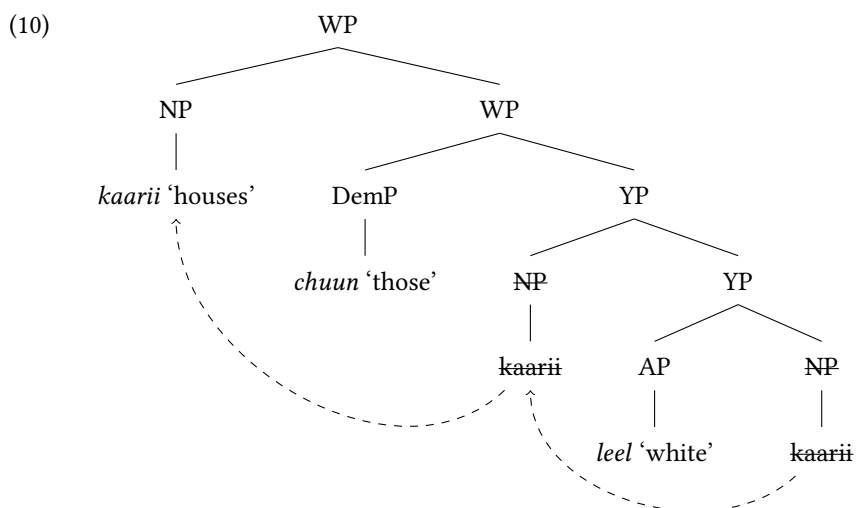 (10) WP
NP WP
kaarii ‘houses’ DemP YP
chuun ‘those’ NP YP
kaarii AP NP
leel ‘white’ kaarii